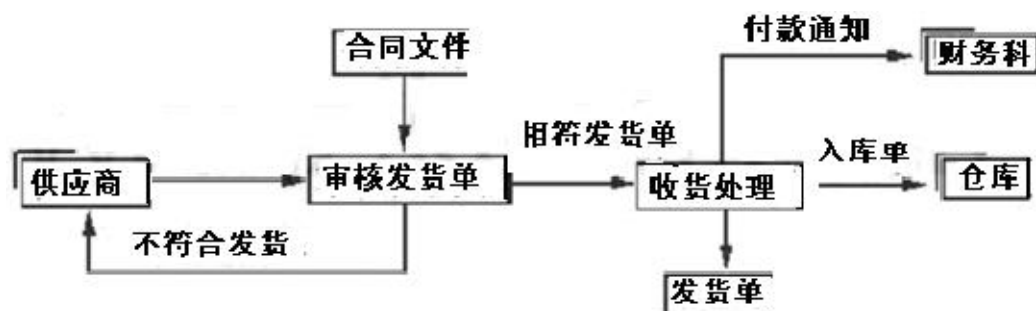 付款通知
合同文件
财务科
相符发货单
入库单
供应商
审核发货单
收货处理
仓库
不符合发货
发货单